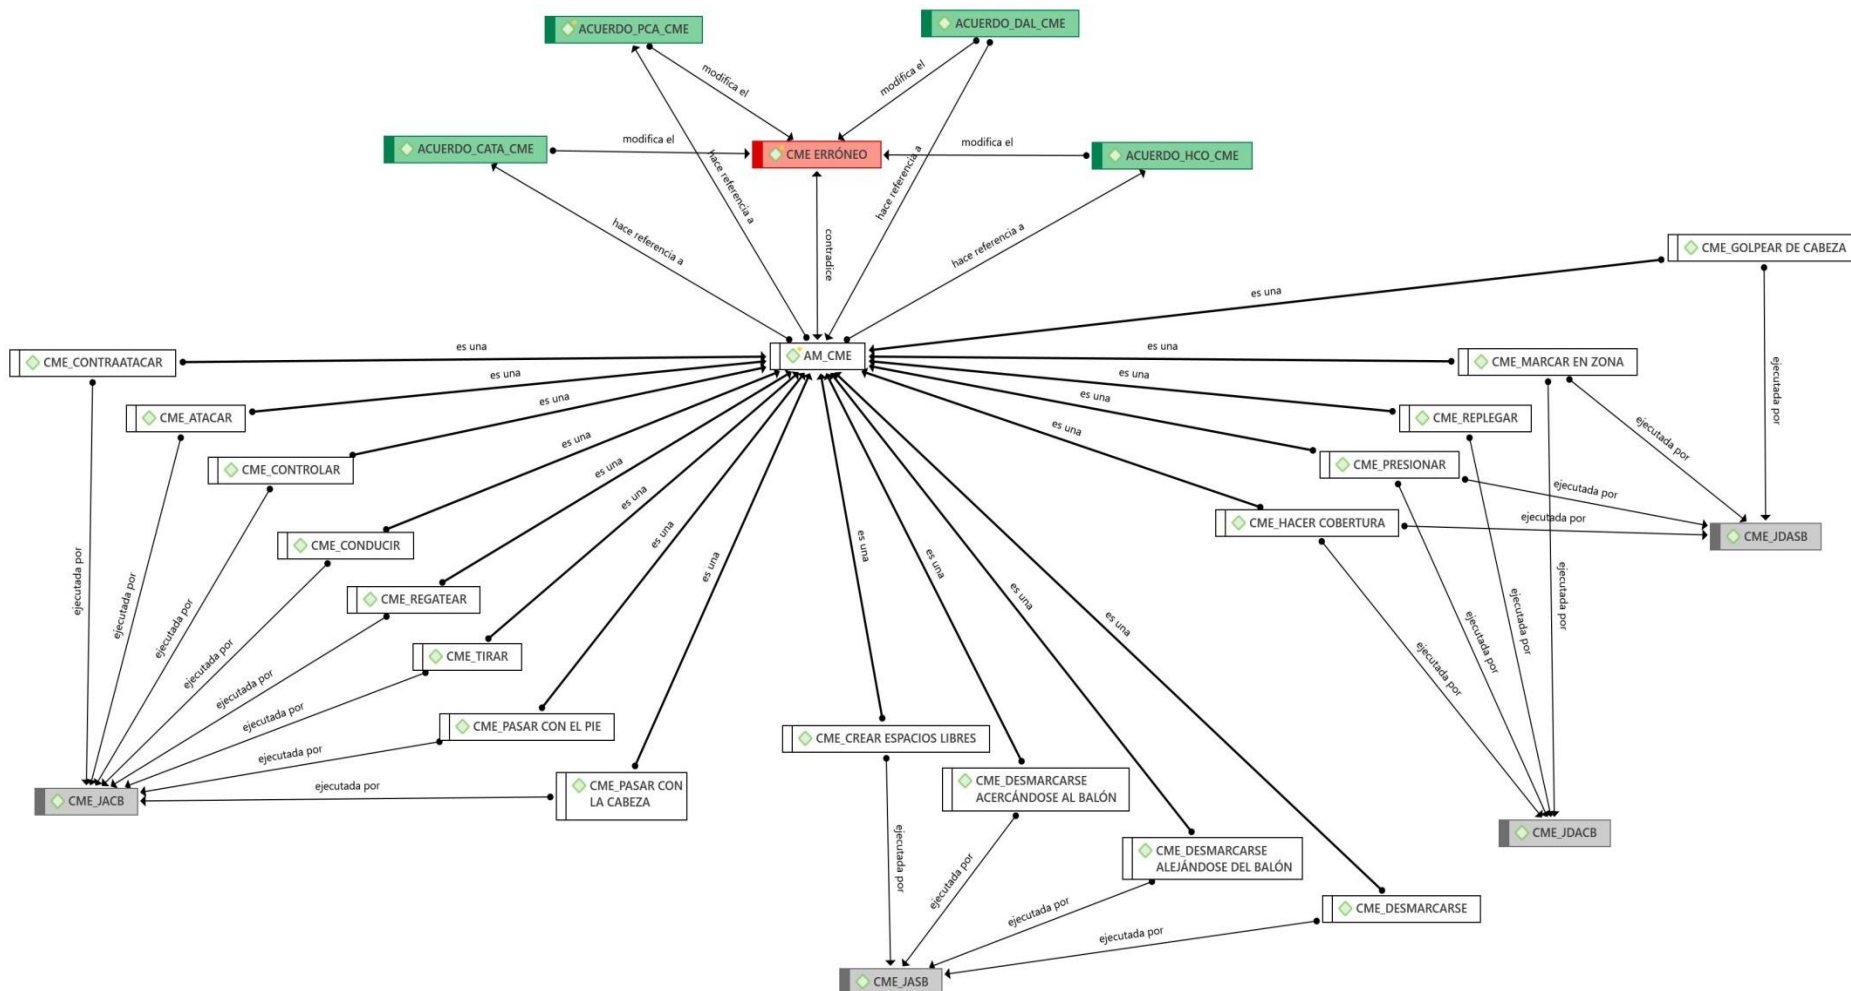 ACUERDO_PCA_CME
ACUERDO_DAL_CME
modifica el
modifica el
ACUERDO_CATA_CME
modifica el
CME ERRÓNEO
modifica el
ACUERDO_HCO_CME
hace referencia a
hace referencia a
hace referencia a
contradice
hace referencia a
CME_GOLPEAR DE CABEZA
es una
CME_CONTRAATACAR
es una
AM_CME
es una
CME_MARCAR EN ZONA
ejecutada por
es una
es una
CME_ATACAR
es una
es una
CME_REPLEGAR
ejecutada por
es una
es una
CME_CONTROLAR
es una
CME_PRESIONAR
ejecutada por
es una
CME_HACER COBERTURA
ejecutada por
CME_JDASB
CME_CONDUCIR
es una
es una
es una
es una
es una
es una
CME_REGATEAR
ejecutada por
ejecutada por
ejecutada por
ejecutada por
ejecutada por
ejecutada por
ejecutada por
ejecutada por
CME_TIRAR
es una
ejecutada por
ejecutada por
CME_PASAR CON EL PIE
CME_CREAR ESPACIOS LIBRES
ejecutada por
CME_JACB
ejecutada por
CME_PASAR CON
LA CABEZA
CME_DESMARCARSE
ACERCÁNDOSE AL BALÓN
CME_JDACB
ejecutada por
ejecutada por
CME_DESMARCARSE
ALEJÁNDOSE DEL BALÓN
ejecutada por
CME_DESMARCARSE
ejecutada por
CME_JASB